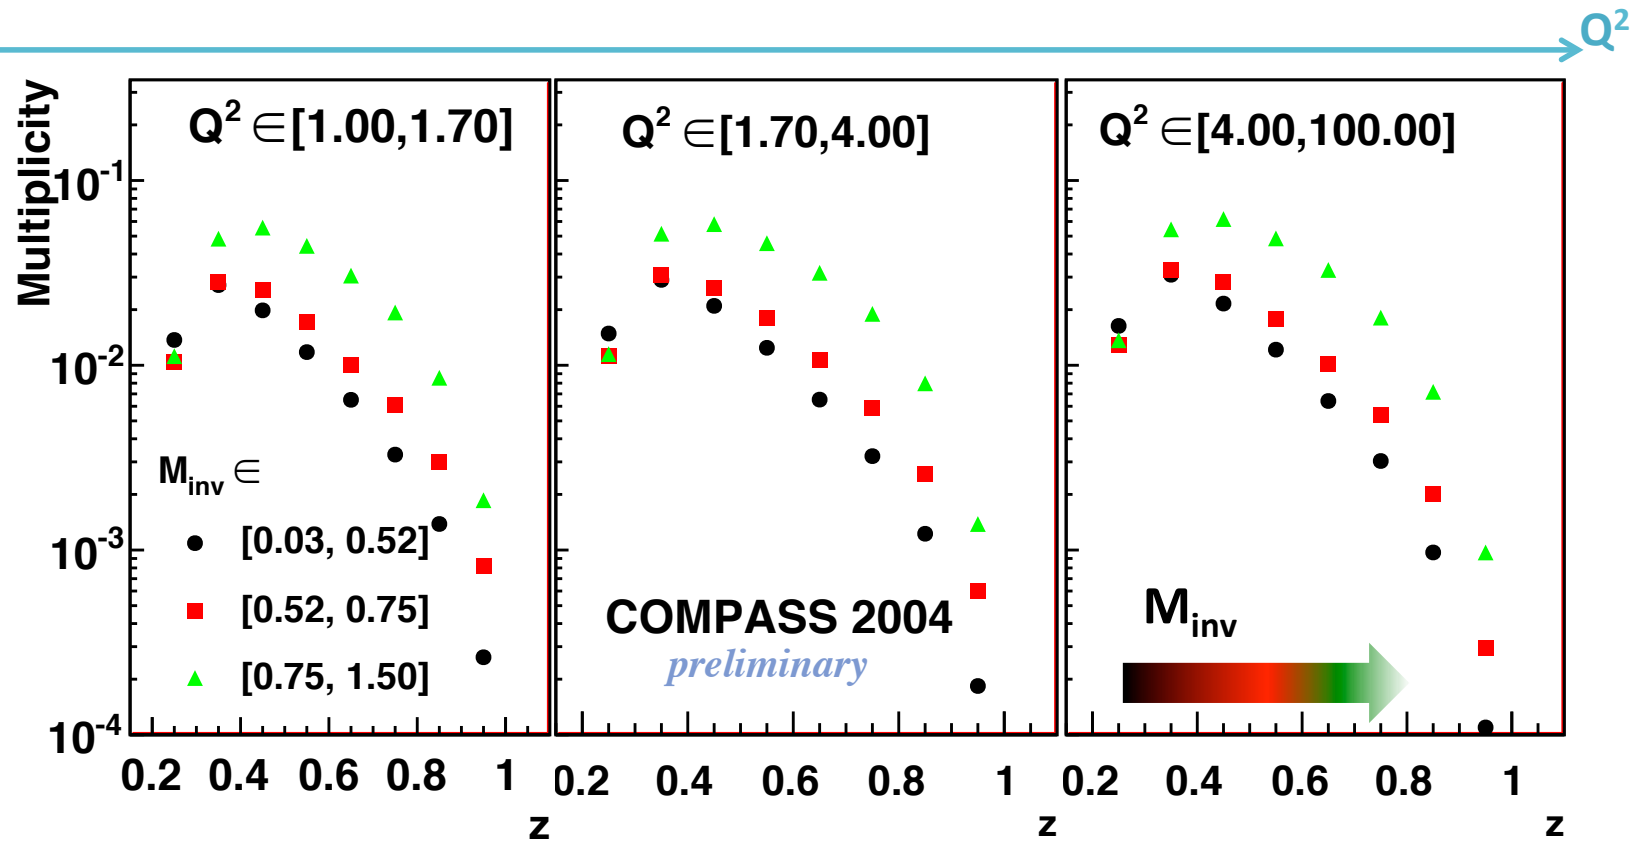 Q²
Multiplicity
Q² ∈[1.00,1.70]
Q² ∈[1.70,4.00]
Q² ∈[4.00,100.00]
10⁻¹
10⁻²
10⁻³
10⁻⁴
M_inv ∈
[0.03, 0.52]
[0.52, 0.75]
[0.75, 1.50]
COMPASS 2004
preliminary
M_inv
0.2 0.4 0.6 0.8 1
0.2 0.4 0.6 0.8 1
0.2 0.4 0.6 0.8 1
z
z
z